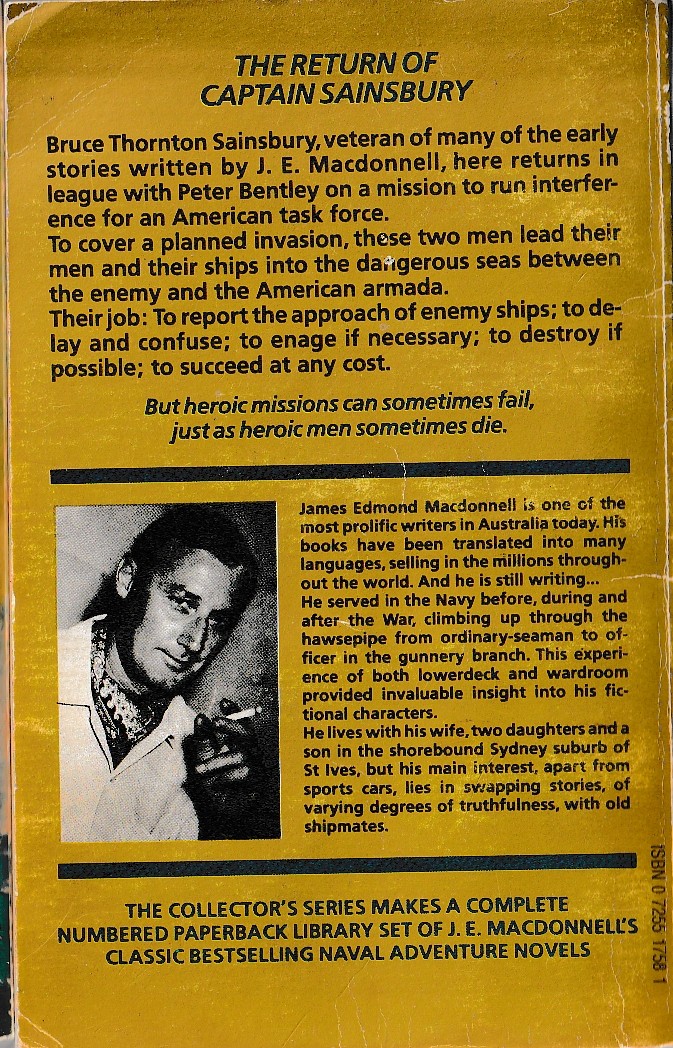 THE RETURN OF
CAPTAIN SAINSBURY
Bruce Thornton Sainsbury, veteran of many of the early
stories written by J. E. Macdonnell, here returns in
league with Peter Bentley on a mission to run interfer-
ence for an American task force.
To cover a planned invasion, these two men lead their
men and their ships into the dangerous seas between
the enemy and the American armada.
Their job: To report the approach of enemy ships; to de-
lay and confuse; to enage if necessary; to destroy if
possible; to succeed at any cost.
But heroic missions can sometimes fail,
just as heroic men sometimes die.
James Edmond Macdonnell is one of the
most prolific writers in Australia today. His
books have been translated into many
languages, selling in the millions through-
out the world. And he is still writing...
He served in the Navy before, during and
after the War, climbing up through the
hawsepipe from ordinary-seaman to of-
ficer in the gunnery branch. This experi-
ence of both lowerdeck and wardroom
provided invaluable insight into his fic-
tional characters.
He lives with his wife, two daughters and a
son in the shorebound Sydney suburb of
St Ives, but his main interest, apart from
sports cars, lies in swapping stories, of
varying degrees of truthfulness, with old
shipmates.
THE COLLECTOR'S SERIES MAKES A COMPLETE
NUMBERED PAPERBACK LIBRARY SET OF J. E. MACDONNELL'S
CLASSIC BESTSELLING NAVAL ADVENTURE NOVELS
ISBN 0 7255 1758 1